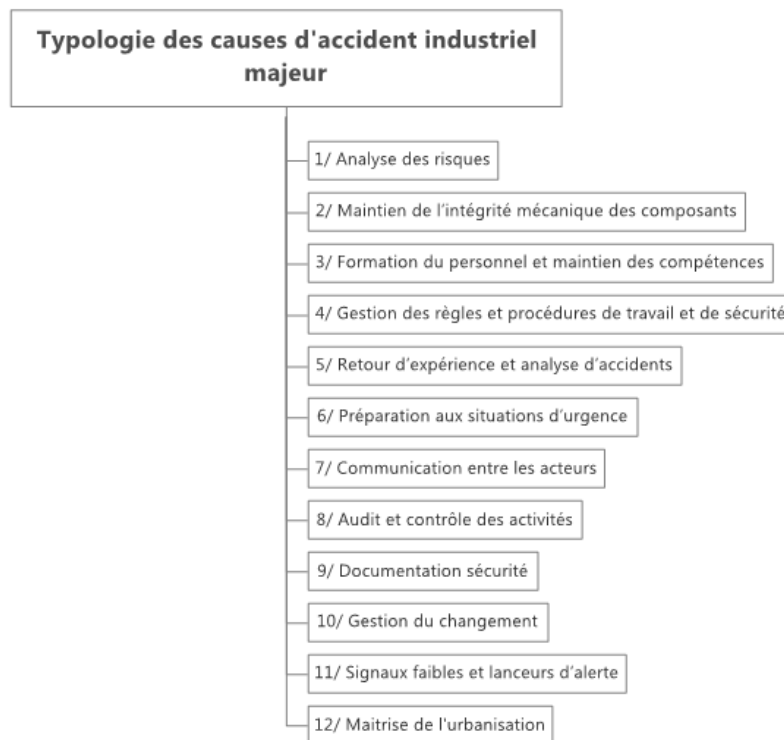 Typologie des causes d'accident industriel
majeur
1/ Analyse des risques
2/ Maintien de l’intégrité mécanique des composants
3/ Formation du personnel et maintien des compétences
4/ Gestion des règles et procédures de travail et de sécurité
5/ Retour d’expérience et analyse d’accidents
6/ Préparation aux situations d’urgence
7/ Communication entre les acteurs
8/ Audit et contrôle des activités
9/ Documentation sécurité
10/ Gestion du changement
11/ Signaux faibles et lanceurs d’alerte
12/ Maitrise de l'urbanisation